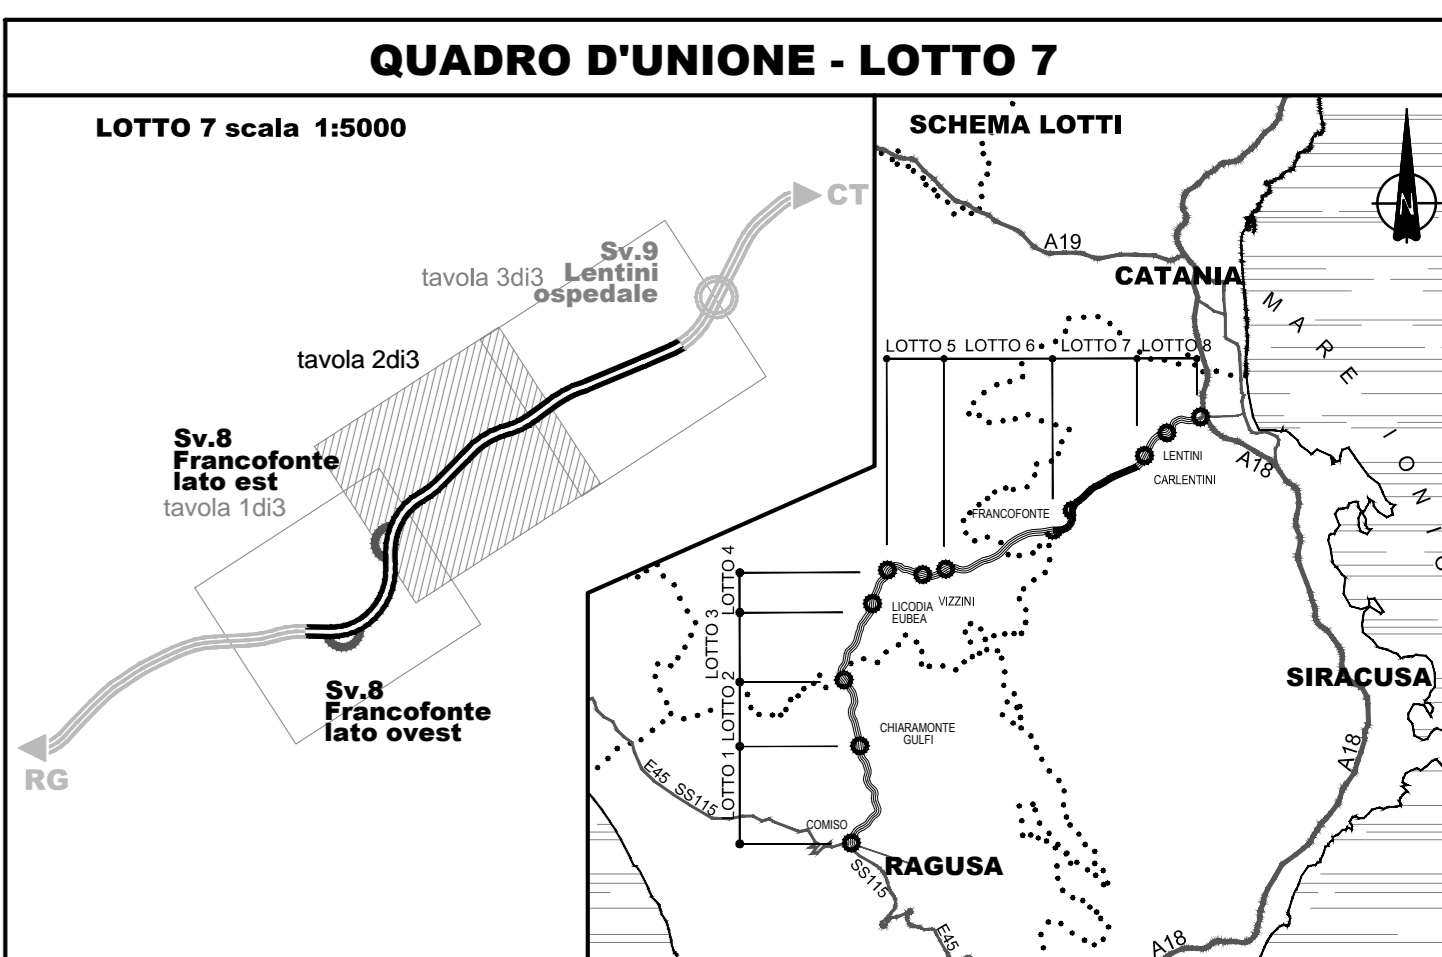 QUADRO D'UNIONE - LOTTO 7
LOTTO 7 scala 1:5000
CT
Sv.9
Lentini
ospedale
tavola 3di3
tavola 2di3
Sv.8
Francofonte
lato est
tavola 1di3
Sv.8
Francofonte
lato ovest
RG
SCHEMA LOTTI
N
A19
CATANIA
MARE IONIO
LOTTO 5
LOTTO 6
LOTTO 7
LOTTO 8
LENTINI
A18
CARLENTINI
FRANCOFONTE
LOTTO 4
LOTTO 3
LOTTO 2
LOTTO 1
VIZZINI
LICODIA
EUBEA
SIRACUSA
CHIARAMONTE
GULFI
A18
E45
SS115
COMISO
RAGUSA
SS115
E45
A18